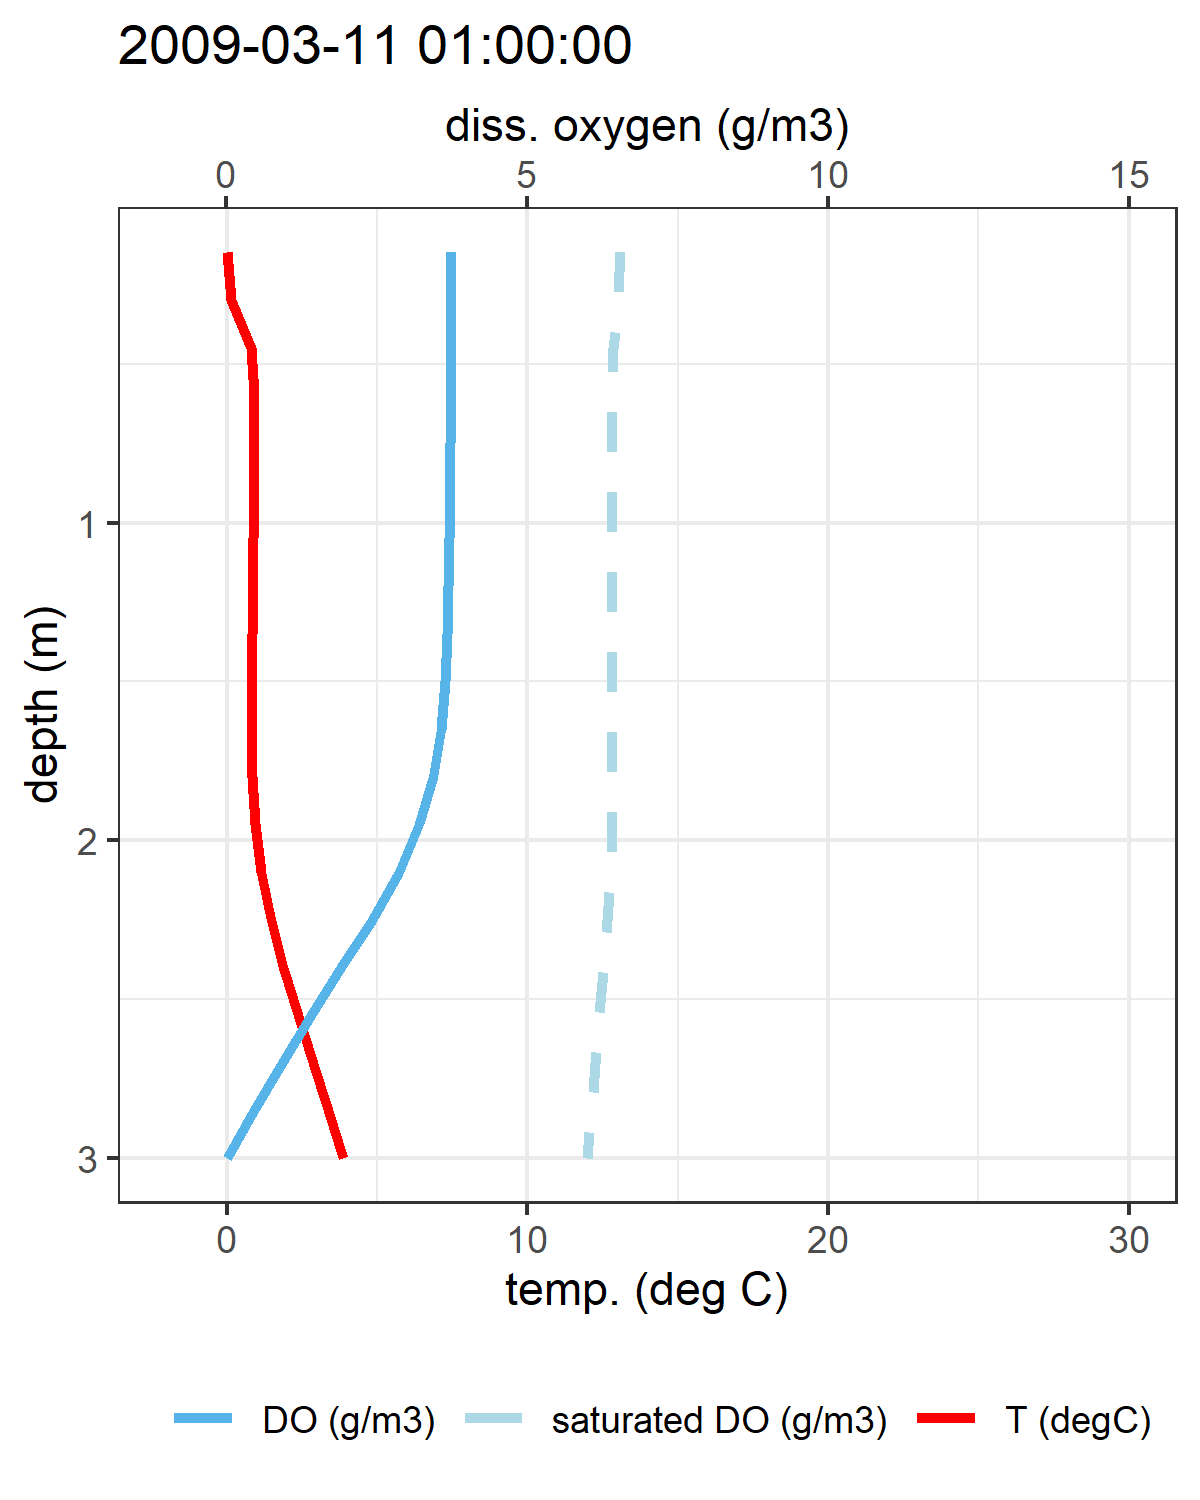 2009-03-11 01:00:00
diss. oxygen (g/m3)
0 5 10 15
depth (m)
1
2
3
0 10 20 30
temp. (deg C)
DO (g/m3) saturated DO (g/m3) T (degC)